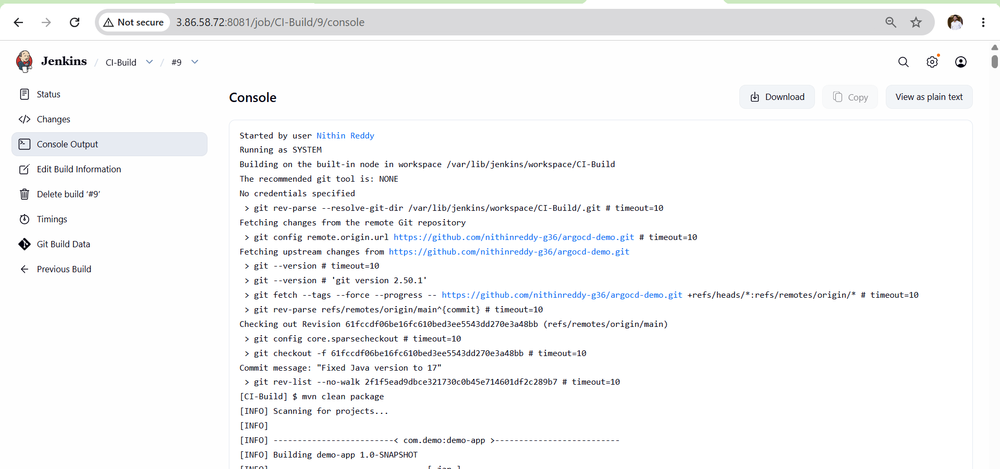 Not secure 3.86.58.72:8081/job/CI-Build/9/console
Jenkins / CI-Build / #9
Status
Changes
Console Output
Edit Build Information
Delete build ‘#9’
Timings
Git Build Data
Previous Build
Console
Download
Copy
View as plain text
Started by user Nithin Reddy
Running as SYSTEM
Building on the built-in node in workspace /var/lib/jenkins/workspace/CI-Build
The recommended git tool is: NONE
No credentials specified
> git rev-parse --resolve-git-dir /var/lib/jenkins/workspace/CI-Build/.git # timeout=10
Fetching changes from the remote Git repository
> git config remote.origin.url https://github.com/nithinreddy-g36/argocd-demo.git # timeout=10
Fetching upstream changes from https://github.com/nithinreddy-g36/argocd-demo.git
> git --version # timeout=10
> git --version # 'git version 2.50.1'
> git fetch --tags --force --progress -- https://github.com/nithinreddy-g36/argocd-demo.git +refs/heads/*:refs/remotes/origin/* # timeout=10
> git rev-parse refs/remotes/origin/main^{commit} # timeout=10
Checking out Revision 61fccdf06be16fc610bed3ee5543dd270e3a48bb (refs/remotes/origin/main)
> git config core.sparsecheckout # timeout=10
> git checkout -f 61fccdf06be16fc610bed3ee5543dd270e3a48bb # timeout=10
Commit message: "Fixed Java version to 17"
> git rev-list --no-walk 2f1f5ead9dbce321730c0b45e714601df2c289b7 # timeout=10
[CI-Build] $ mvn clean package
[INFO] Scanning for projects...
[INFO]
[INFO] -------------------------< com.demo:demo-app >--------------------------
[INFO] Building demo-app 1.0-SNAPSHOT
[INFO] [ jar ]